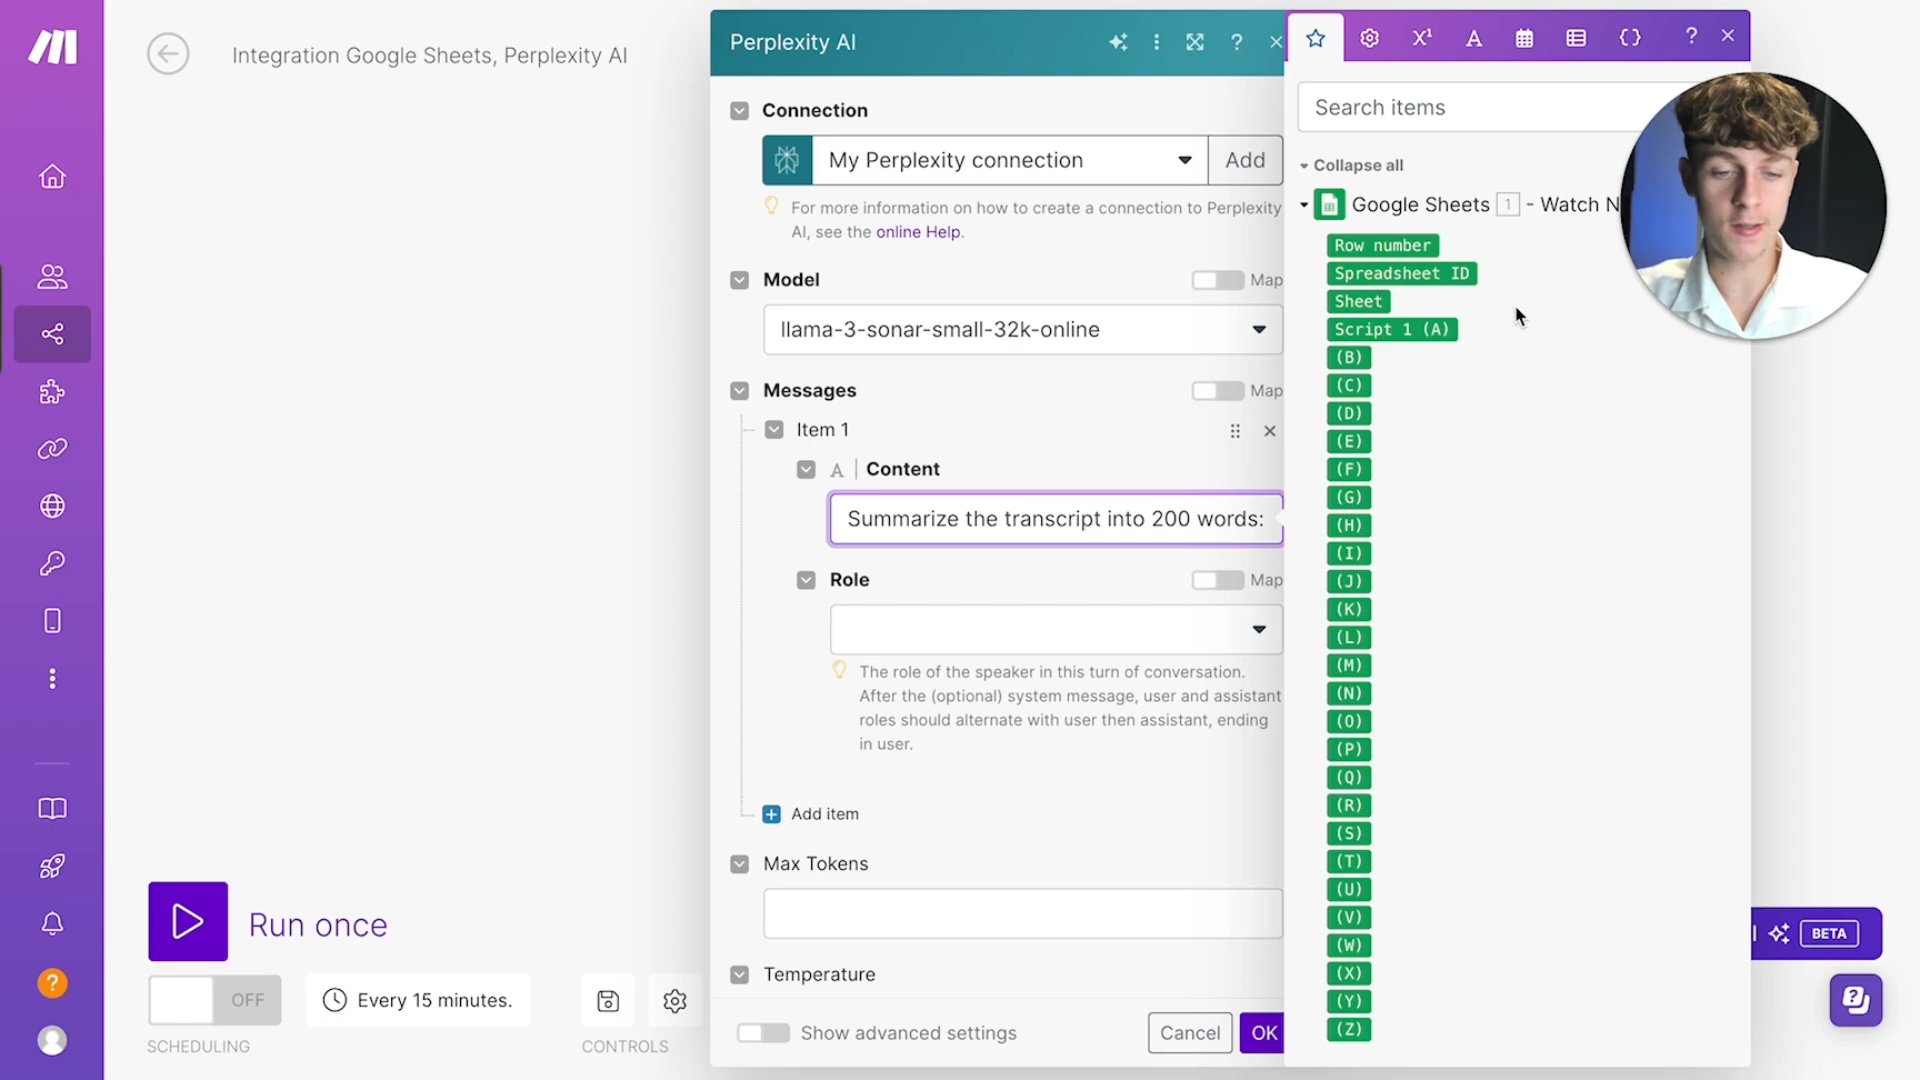 Integration Google Sheets, Perplexity AI
Perplexity AI
Connection
My Perplexity connection
Add
For more information on how to create a connection to Perplexity
AI, see the online Help.
Model
Map
llama-3-sonar-small-32k-online
Messages
Map
Item 1
A
Content
Summarize the transcript into 200 words:
Role
Map
The role of the speaker in this turn of conversation.
After the (optional) system message, user and assistant
roles should alternate with user then assistant, ending
in user.
Add item
Max Tokens
Temperature
Show advanced settings
Cancel
OK
Search items
Collapse all
Google Sheets 1 - Watch N
Row number
Spreadsheet ID
Sheet
Script 1 (A)
(B)
(C)
(D)
(E)
(F)
(G)
(H)
(I)
(J)
(K)
(L)
(M)
(N)
(O)
(P)
(Q)
(R)
(S)
(T)
(U)
(V)
(W)
(X)
(Y)
(Z)
Run once
OFF
Every 15 minutes.
SCHEDULING
CONTROLS
BETA